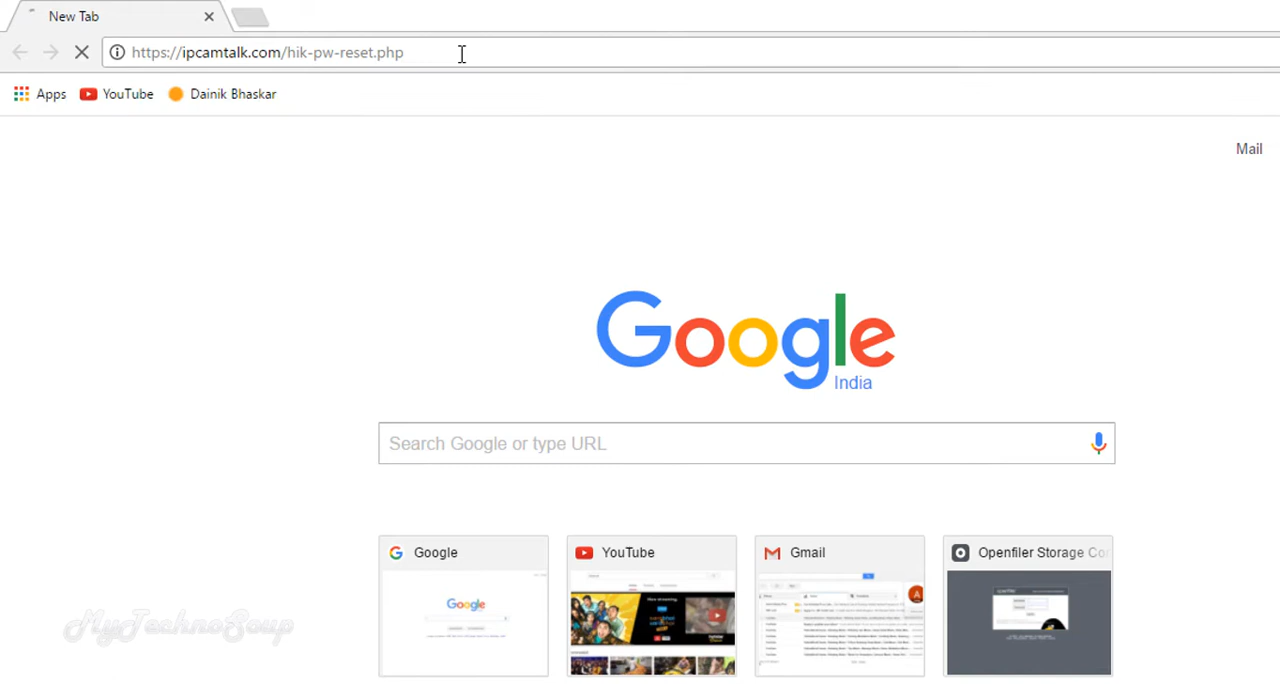 New Tab
https://ipcamtalk.com/hik-pw-reset.php
Apps YouTube Dainik Bhaskar
Mail
Google
India
Search Google or type URL
Google YouTube Gmail Openfiler Storage Co
Google